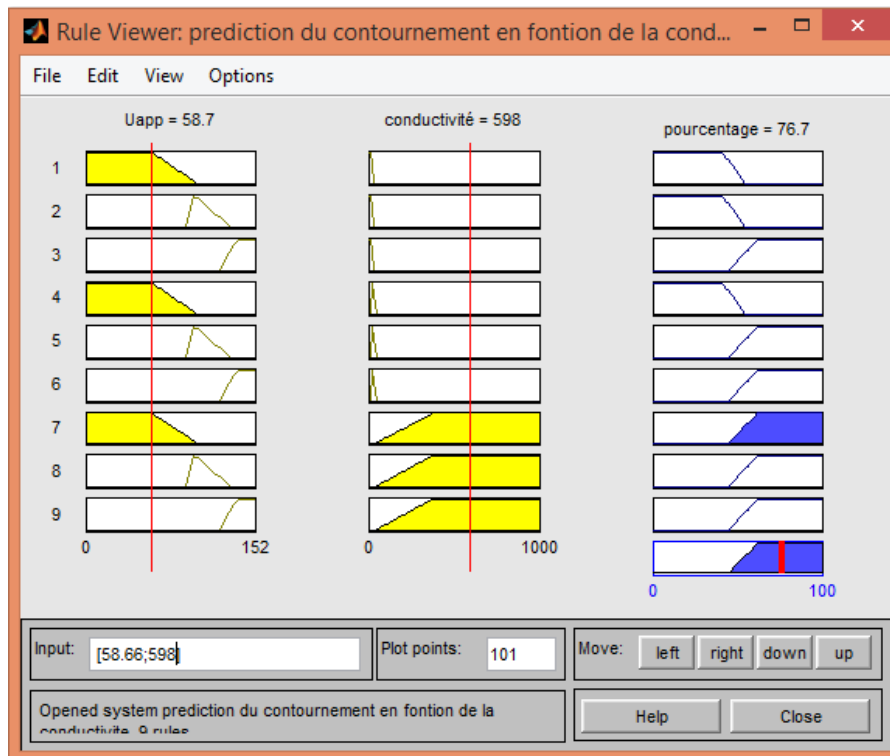 Rule Viewer: prediction du contournement en fontion de la cond...
File Edit View Options
Uapp = 58.7
conductivité = 598
pourcentage = 76.7
1
2
3
4
5
6
7
8
9
0 152
0 1000
0 100
Input: [58.66;598]
Plot points: 101
Move: left right down up
Opened system prediction du contournement en fontion de la
conductivite, 9 rules
Help Close